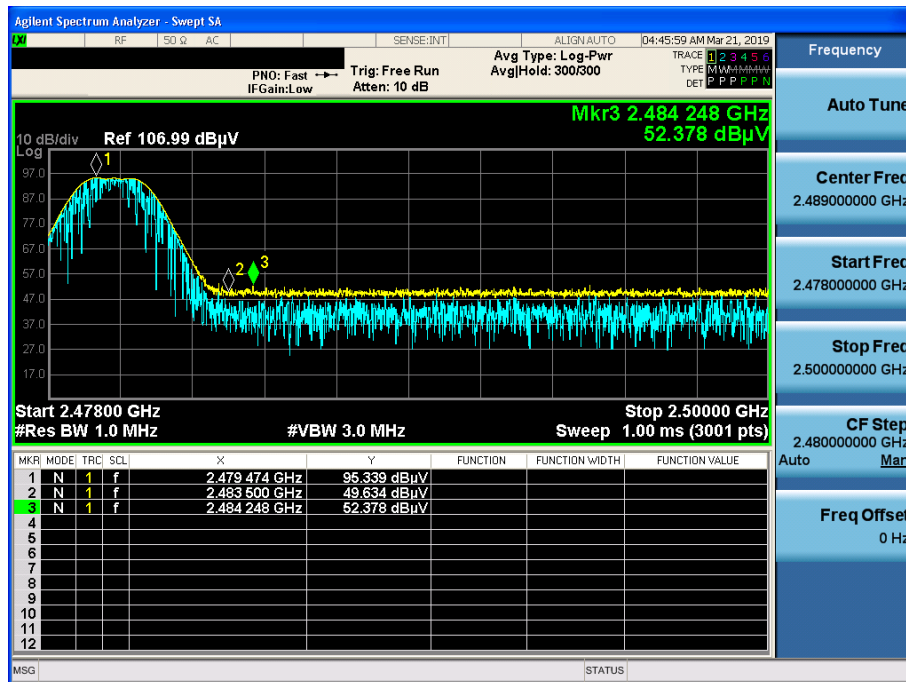 Agilent Spectrum Analyzer - Swept SA
LXI RF 50 Ω AC SENSE:INT ALIGN AUTO 04:45:59 AM Mar 21, 2019
Frequency
PNO: Fast Trig: Free Run Avg Type: Log-Pwr TRACE 1 2 3 4 5 6
IFGain:Low Atten: 10 dB Avg|Hold: 300/300 TYPE M W M M M M W
DET P P P P P N
Auto Tune
Mkr3 2.484 248 GHz
52.378 dBµV
10 dB/div Ref 106.99 dBµV
Log
97.0
87.0
77.0
67.0
57.0
47.0
37.0
27.0
17.0
1
2
3
Center Freq
2.489000000 GHz
Start Freq
2.478000000 GHz
Stop Freq
2.500000000 GHz
Start 2.47800 GHz Stop 2.50000 GHz
#Res BW 1.0 MHz #VBW 3.0 MHz Sweep 1.00 ms (3001 pts)
CF Step
2.480000000 GHz
Auto Man
Freq Offset
0 Hz
MKR MODE TRC SCL X Y FUNCTION FUNCTION WIDTH FUNCTION VALUE
1 N 1 f 2.479 474 GHz 95.339 dBµV
2 N 1 f 2.483 500 GHz 49.634 dBµV
3 N 1 f 2.484 248 GHz 52.378 dBµV
4
5
6
7
8
9
10
11
12
MSG STATUS